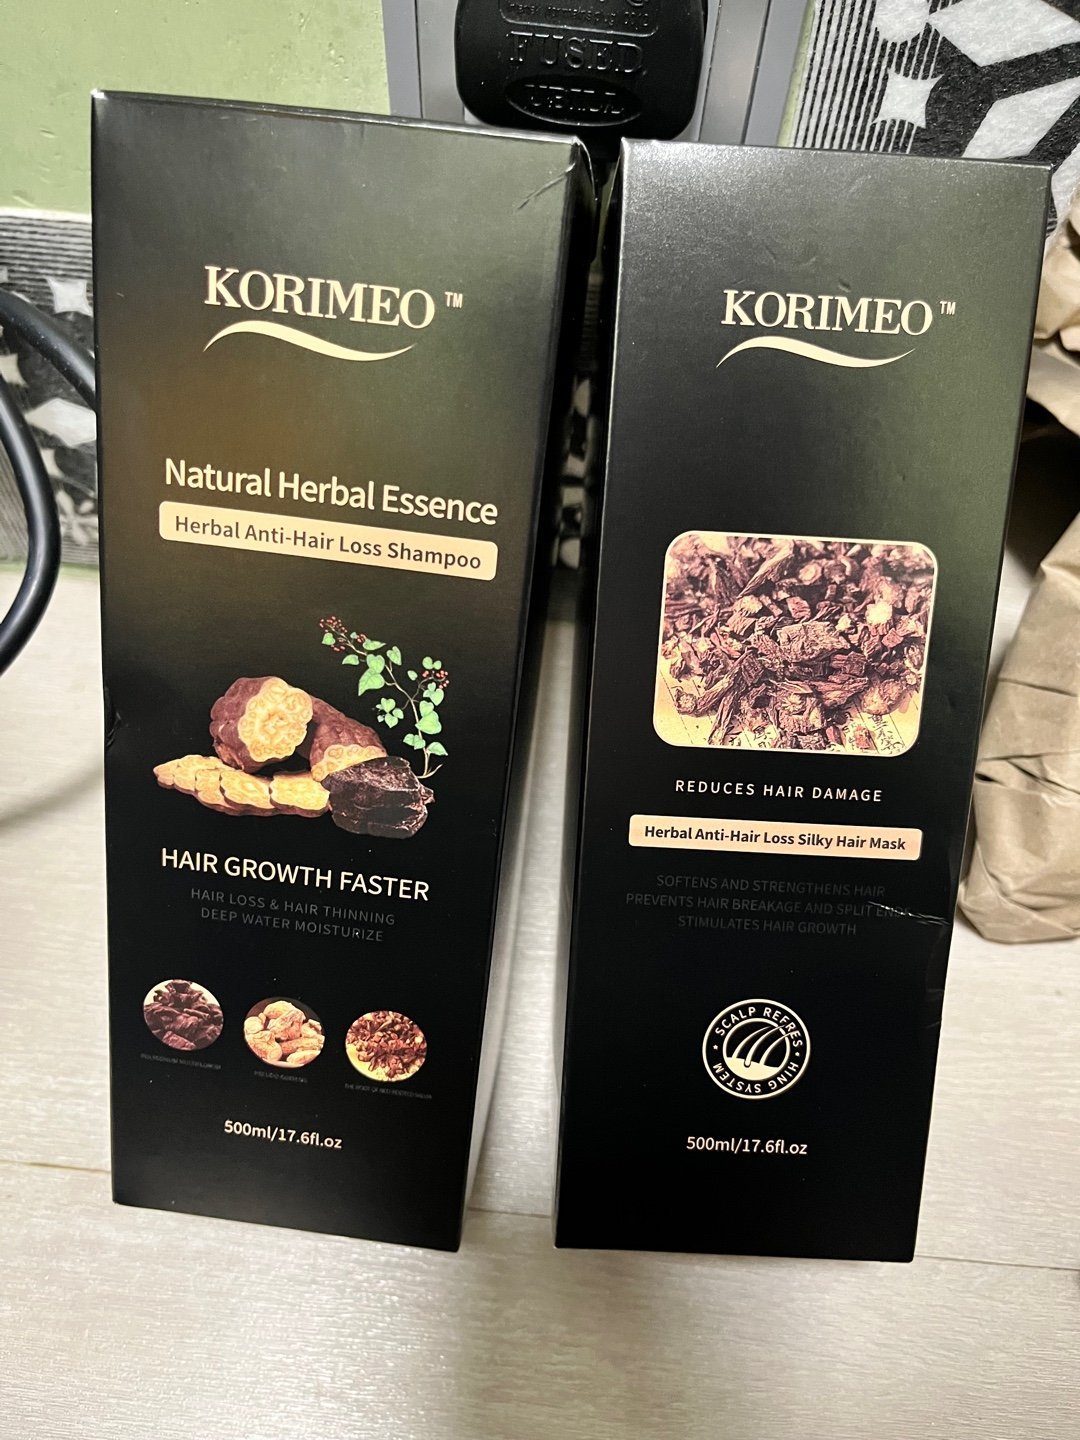 FUSED
KORIMEO™
Natural Herbal Essence
Herbal Anti-Hair Loss Shampoo
HAIR GROWTH FASTER
HAIR LOSS & HAIR THINNING
DEEP WATER MOISTURIZE
500ml/17.6fl.oz
KORIMEO™
REDUCES HAIR DAMAGE
Herbal Anti-Hair Loss Silky Hair Mask
SOFTENS AND STRENGTHENS HAIR
PREVENTS HAIR BREAKAGE AND SPLIT ENDS
STIMULATES HAIR GROWTH
SCALP REFRES
HING SYSTEM
500ml/17.6fl.oz